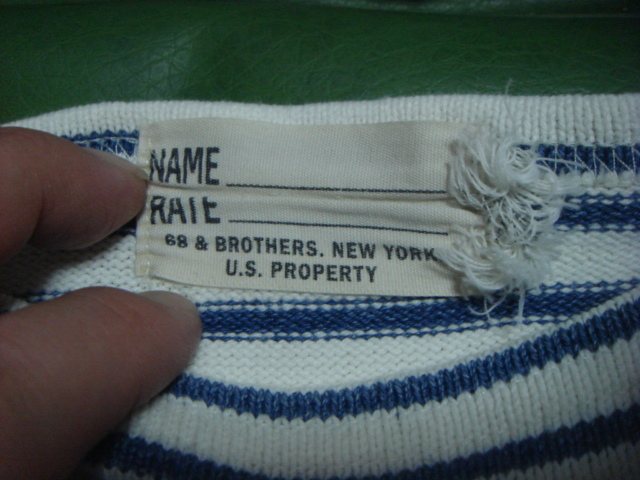 NAME
RATE
68 & BROTHERS. NEW YORK
U.S. PROPERTY